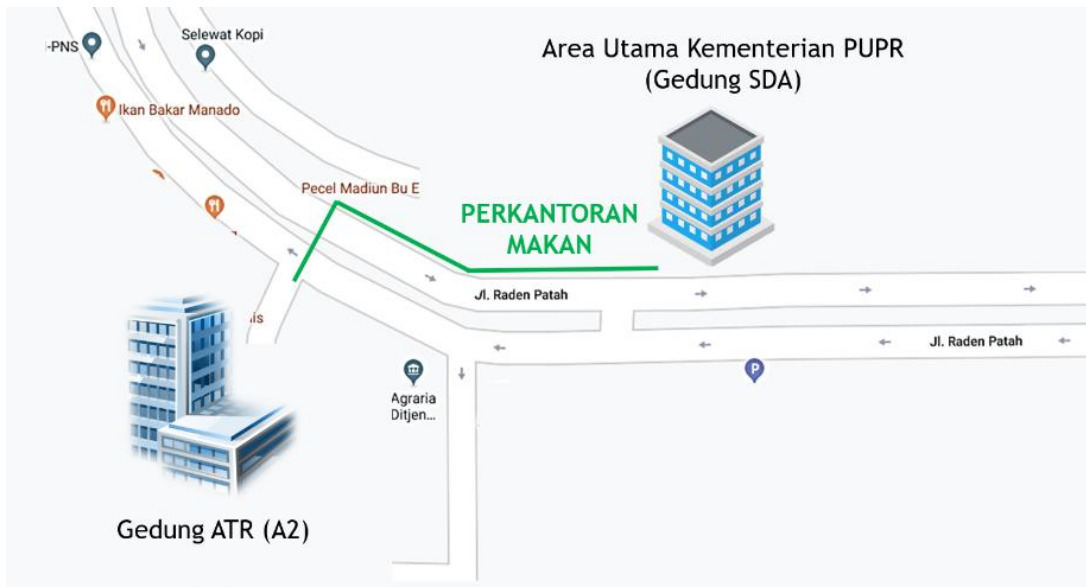 -PNS
Selewat Kopi
Area Utama Kementerian PUPR
(Gedung SDA)
Ikan Bakar Manado
Pecel Madiun Bu E
PERKANTORAN
MAKAN
Jl. Raden Patah
Jl. Raden Patah
P
Agraria
Ditjen...
Gedung ATR (A2)